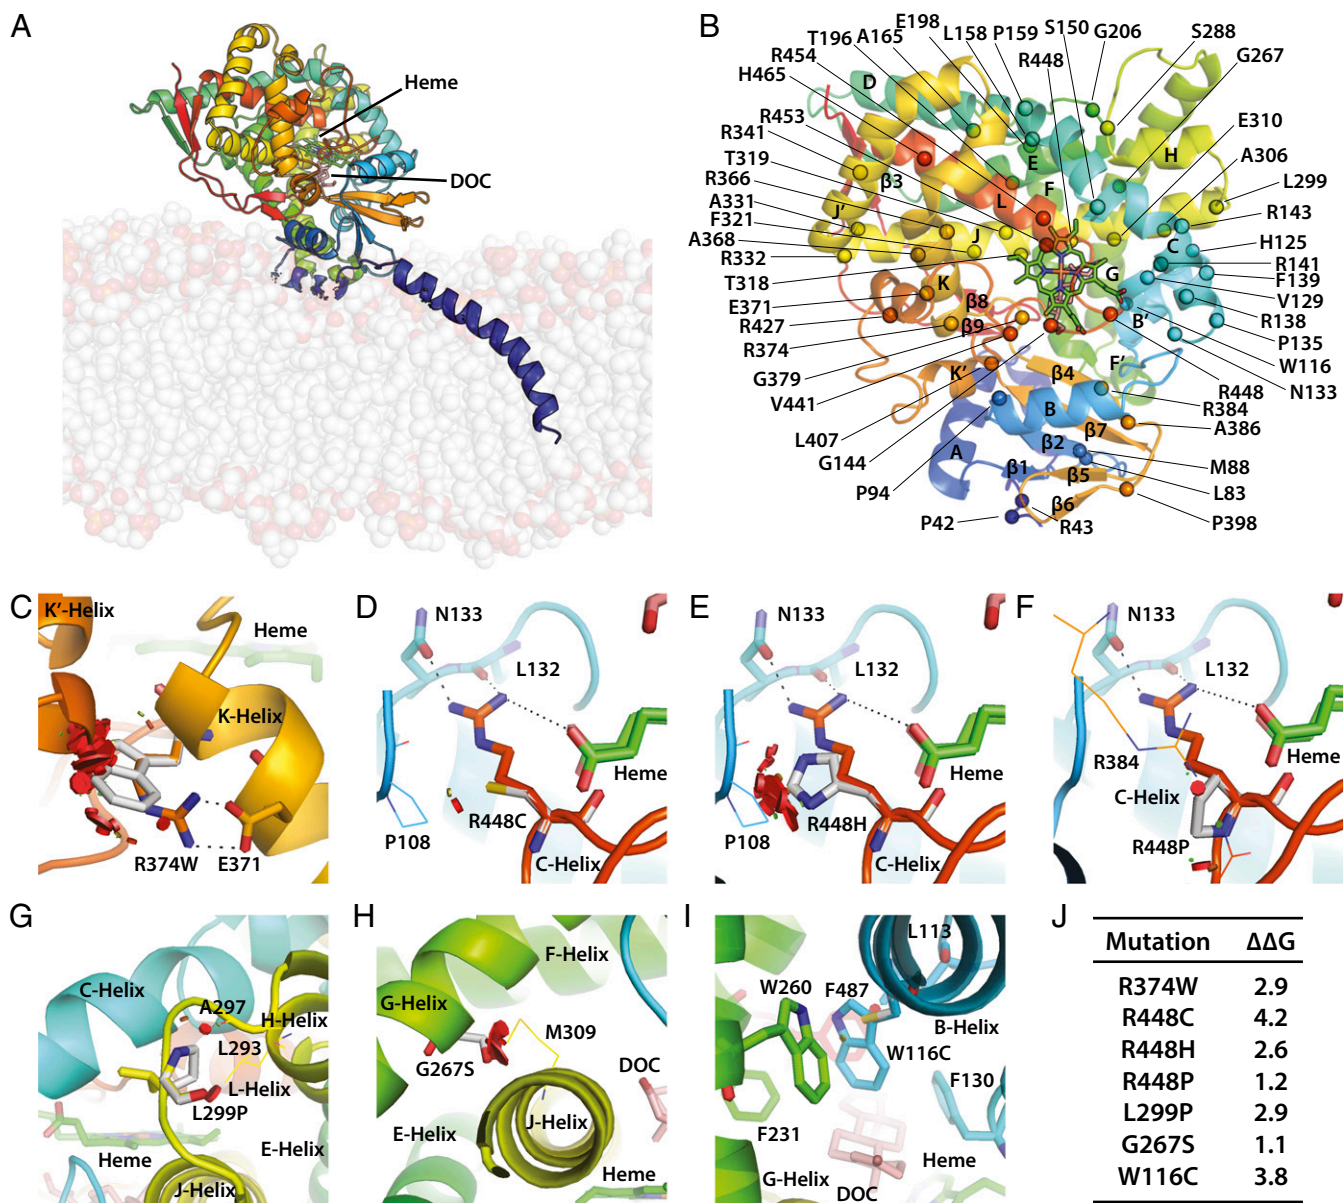 A
Heme
DOC
B
E198
S150
T196
A165
L158
P159
G206
S288
R454
R448
G267
H465
R453
E310
R341
A306
T319
L299
R366
R143
A331
H125
F321
R141
A368
F139
R332
V129
T318
R138
E371
P135
R427
W116
R374
N133
G379
R448
V441
R384
L407
A386
G144
M88
P94
L83
P42
R43
P398
D
E
F
H
β3
L
J'
J
C
G
K
β8
β9
B'
F'
K'
β4
B
β7
A
β2
β1
β5
β6
C
K'-Helix
Heme
K-Helix
R374W
E371
D
N133
L132
Heme
R448C
P108
C-Helix
E
N133
L132
Heme
P108
R448H
C-Helix
F
N133
L132
Heme
R384
C-Helix
R448P
G
C-Helix
A297
H-Helix
L293
L-Helix
L299P
E-Helix
Heme
J-Helix
H
F-Helix
G-Helix
M309
G267S
DOC
J-Helix
E-Helix
Heme
I
L113
W260
F487
B-Helix
W116C
F130
F231
G-Helix
Heme
DOC
J
Mutation ΔΔG
R374W 2.9
R448C 4.2
R448H 2.6
R448P 1.2
L299P 2.9
G267S 1.1
W116C 3.8